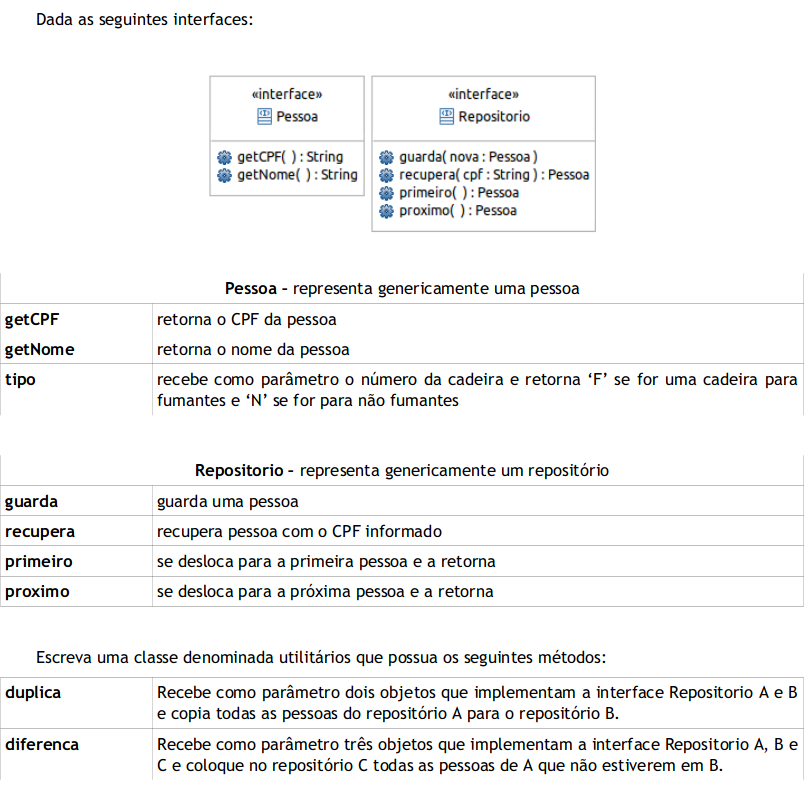 Dada as seguintes interfaces:
«interface»
Pessoa
getCPF( ) : String
getNome( ) : String
«interface»
Repositorio
guarda( nova : Pessoa )
recupera( cpf : String ) : Pessoa
primeiro( ) : Pessoa
proximo( ) : Pessoa
Pessoa – representa genericamente uma pessoa
getCPF retorna o CPF da pessoa
getNome retorna o nome da pessoa
tipo recebe como parâmetro o número da cadeira e retorna ‘F’ se for uma cadeira para
fumantes e ‘N’ se for para não fumantes
Repositorio – representa genericamente um repositório
guarda guarda uma pessoa
recupera recupera pessoa com o CPF informado
primeiro se desloca para a primeira pessoa e a retorna
proximo se desloca para a próxima pessoa e a retorna
Escreva uma classe denominada utilitários que possua os seguintes métodos:
duplica Recebe como parâmetro dois objetos que implementam a interface Repositorio A e B
e copia todas as pessoas do repositório A para o repositório B.
diferenca Recebe como parâmetro três objetos que implementam a interface Repositorio A, B e
C e coloque no repositório C todas as pessoas de A que não estiverem em B.